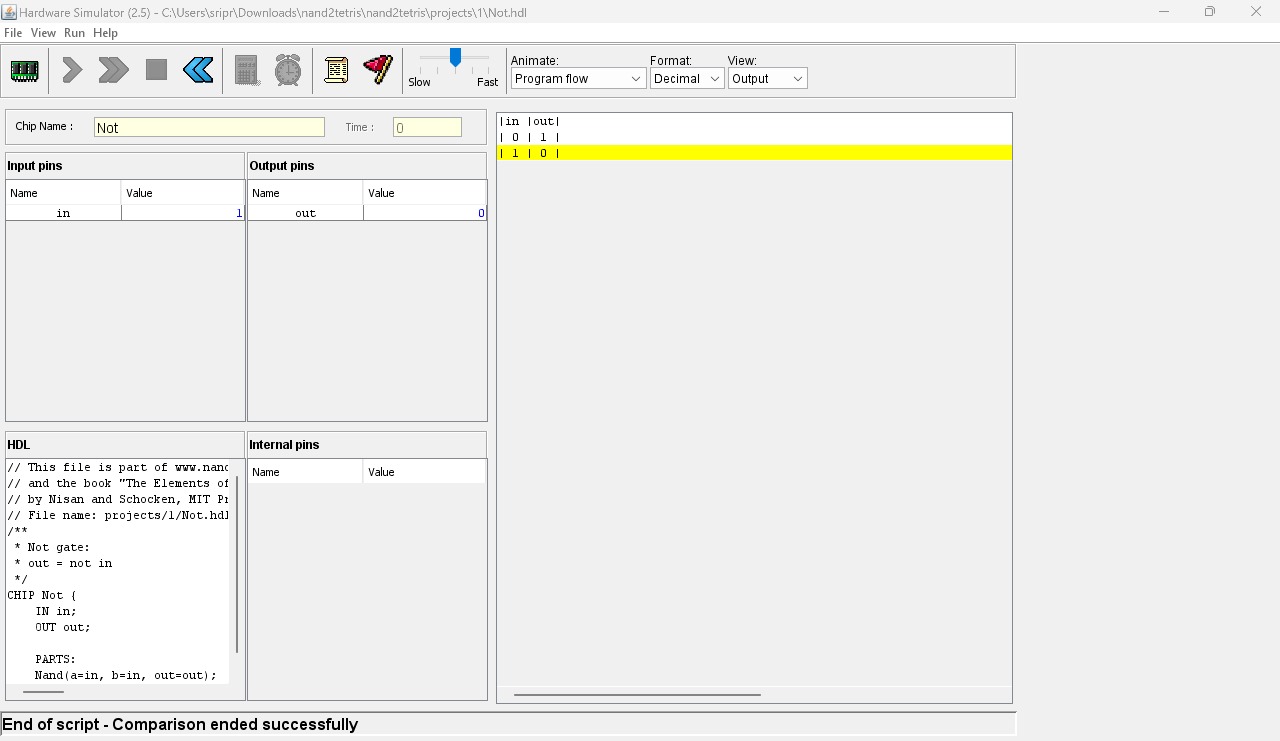 Hardware Simulator (2.5) - C:\Users\sripr\Downloads\nand2tetris\nand2tetris\projects\1\Not.hdl
File View Run Help
Slow Fast
Animate: Format: View:
Program flow Decimal Output
Chip Name : Not Time : 0
Input pins
Name Value
in 1
Output pins
Name Value
out 0
HDL
// This file is part of www.nand
// and the book "The Elements of
// by Nisan and Schocken, MIT Pr
// File name: projects/1/Not.hdl
/**
* Not gate:
* out = not in
*/
CHIP Not {
IN in;
OUT out;
PARTS:
Nand(a=in, b=in, out=out);
Internal pins
Name Value
|in |out|
| 0 | 1 |
| 1 | 0 |
End of script - Comparison ended successfully